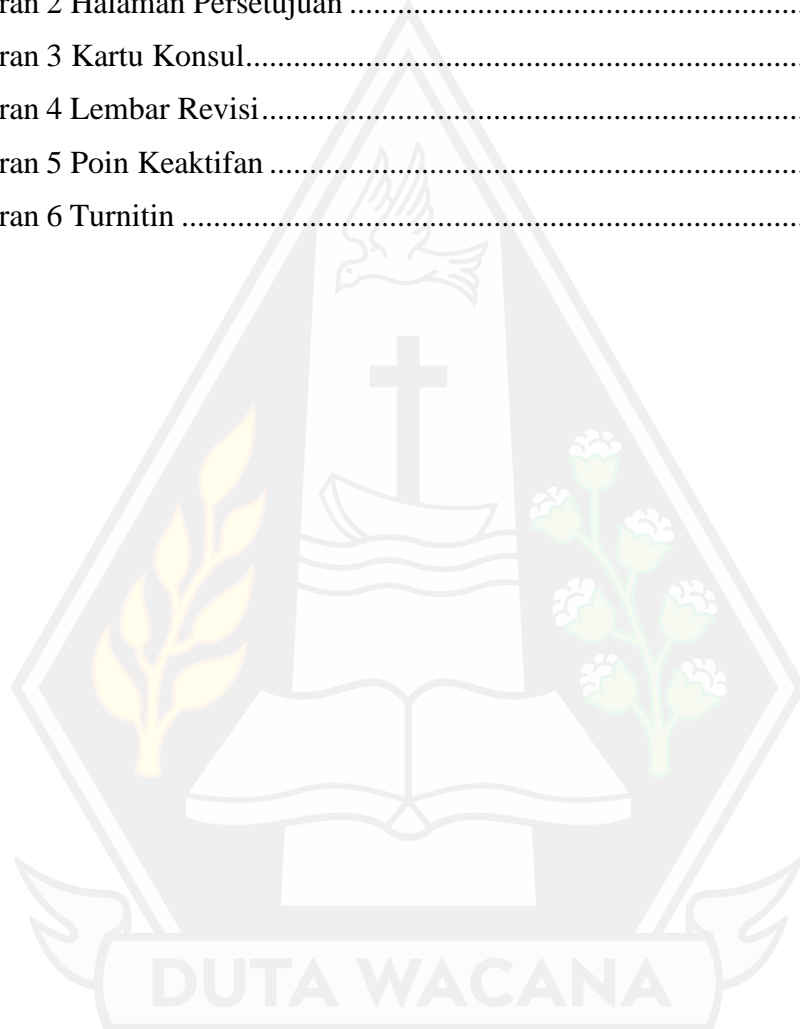 ran 2 Halaman Persetujuan ..........................................................
ran 3 Kartu Konsul......................................................................
ran 4 Lembar Revisi....................................................................
ran 5 Poin Keaktifan ...................................................................
ran 6 Turnitin ..............................................................................
DUTA WACANA